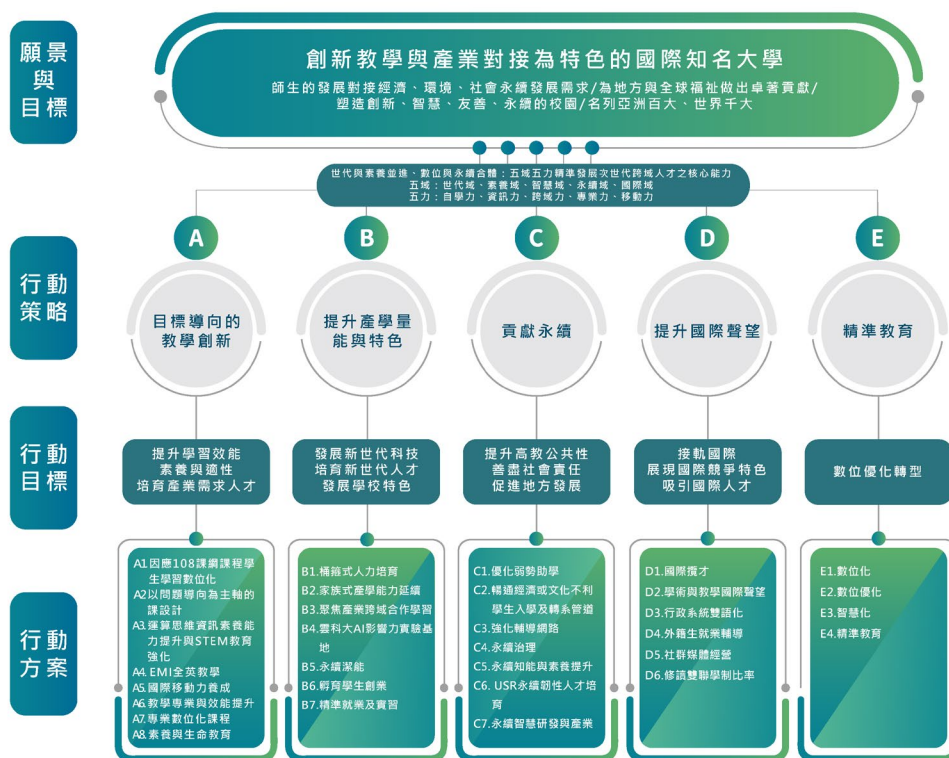 願景
與
目標
創新教學與產業對接為特色的國際知名大學
師生的發展對接經濟、環境、社會永續發展需求/為地方與全球福祉做出卓著貢獻/
塑造創新、智慧、友善、永續的校園/名列亞洲百大、世界千大
世代與素養並進、數位與永續合體：五域五力精準發展次世代跨域人才之核心能力
五域：世代域、素養域、智慧域、永續域、國際域
五力：自學力、資訊力、跨域力、專業力、移動力
行動
策略
A
目標導向的
教學創新
B
提升產學量
能與特色
C
貢獻永續
D
提升國際聲望
E
精準教育
行動
目標
提升學習效能
素養與適性
培育產業需求人才
發展新世代科技
培育新世代人才
發展學校特色
提升高教公共性
善盡社會責任
促進地方發展
接軌國際
展現國際競爭特色
吸引國際人才
數位優化轉型
行動
方案
A1.因應108課綱課程學
生學習數位化
A2.以問題導向為主軸的
課設計
A3.運算思維資訊素養能
力提升與STEM教育
強化
A4. EMI全英教學
A5.國際移動力養成
A6.教學專業與效能提升
A7.專業數位化課程
A8.素養與生命教育
B1.桶箍式人力培育
B2.家族式產學能力延續
B3.聚焦產業跨域合作學習
B4.雲科大AI影響力實驗基
地
B5.永續潔能
B6.孵育學生創業
B7.精準就業及實習
C1.優化弱勢助學
C2.暢通經濟或文化不利
學生入學及轉系管道
C3.強化輔導網路
C4.永續治理
C5.永續知能與素養提升
C6. USR永續韌性人才培
育
C7.永續智慧研發與產業
D1.國際攬才
D2.學術與教學國際聲望
D3.行政系統雙語化
D4.外籍生就業輔導
D5.社群媒體經營
D6.修讀雙聯學制比率
E1.數位化
E2.數位優化
E3.智慧化
E4.精準教育